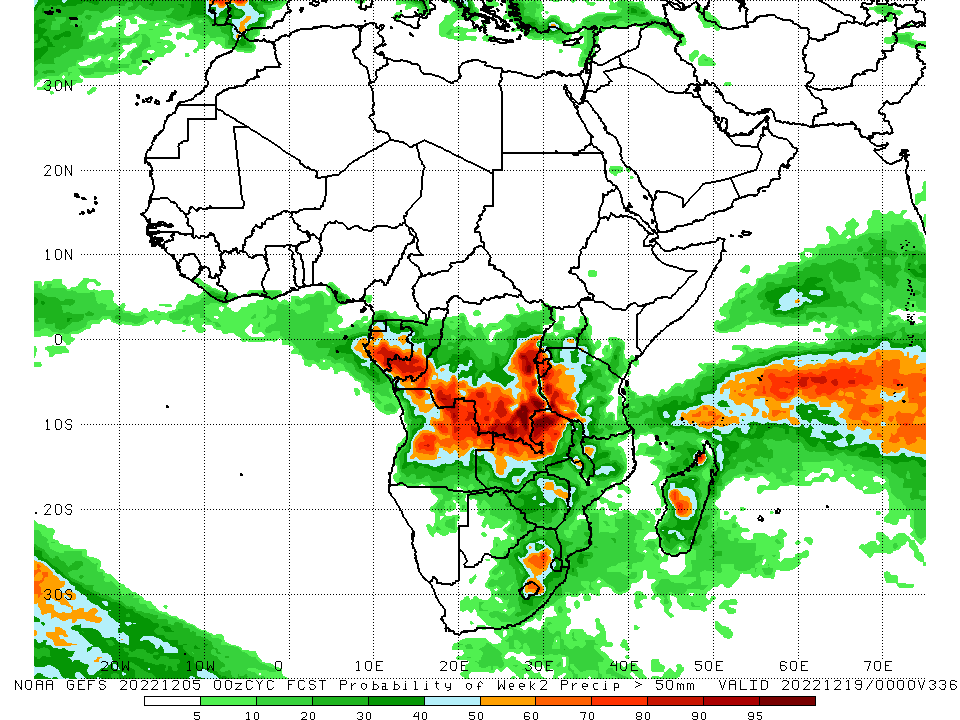 30N
20N
10N
0
10S
20S
30S
20W 10W 0 10E 20E 30E 40E 50E 60E 70E
NOAA GEFS 20221205 00zCYC FCST Probability of Week2 Precip > 50mm VALID 20221219/0000V336
5 10 20 30 40 50 60 70 80 90 95